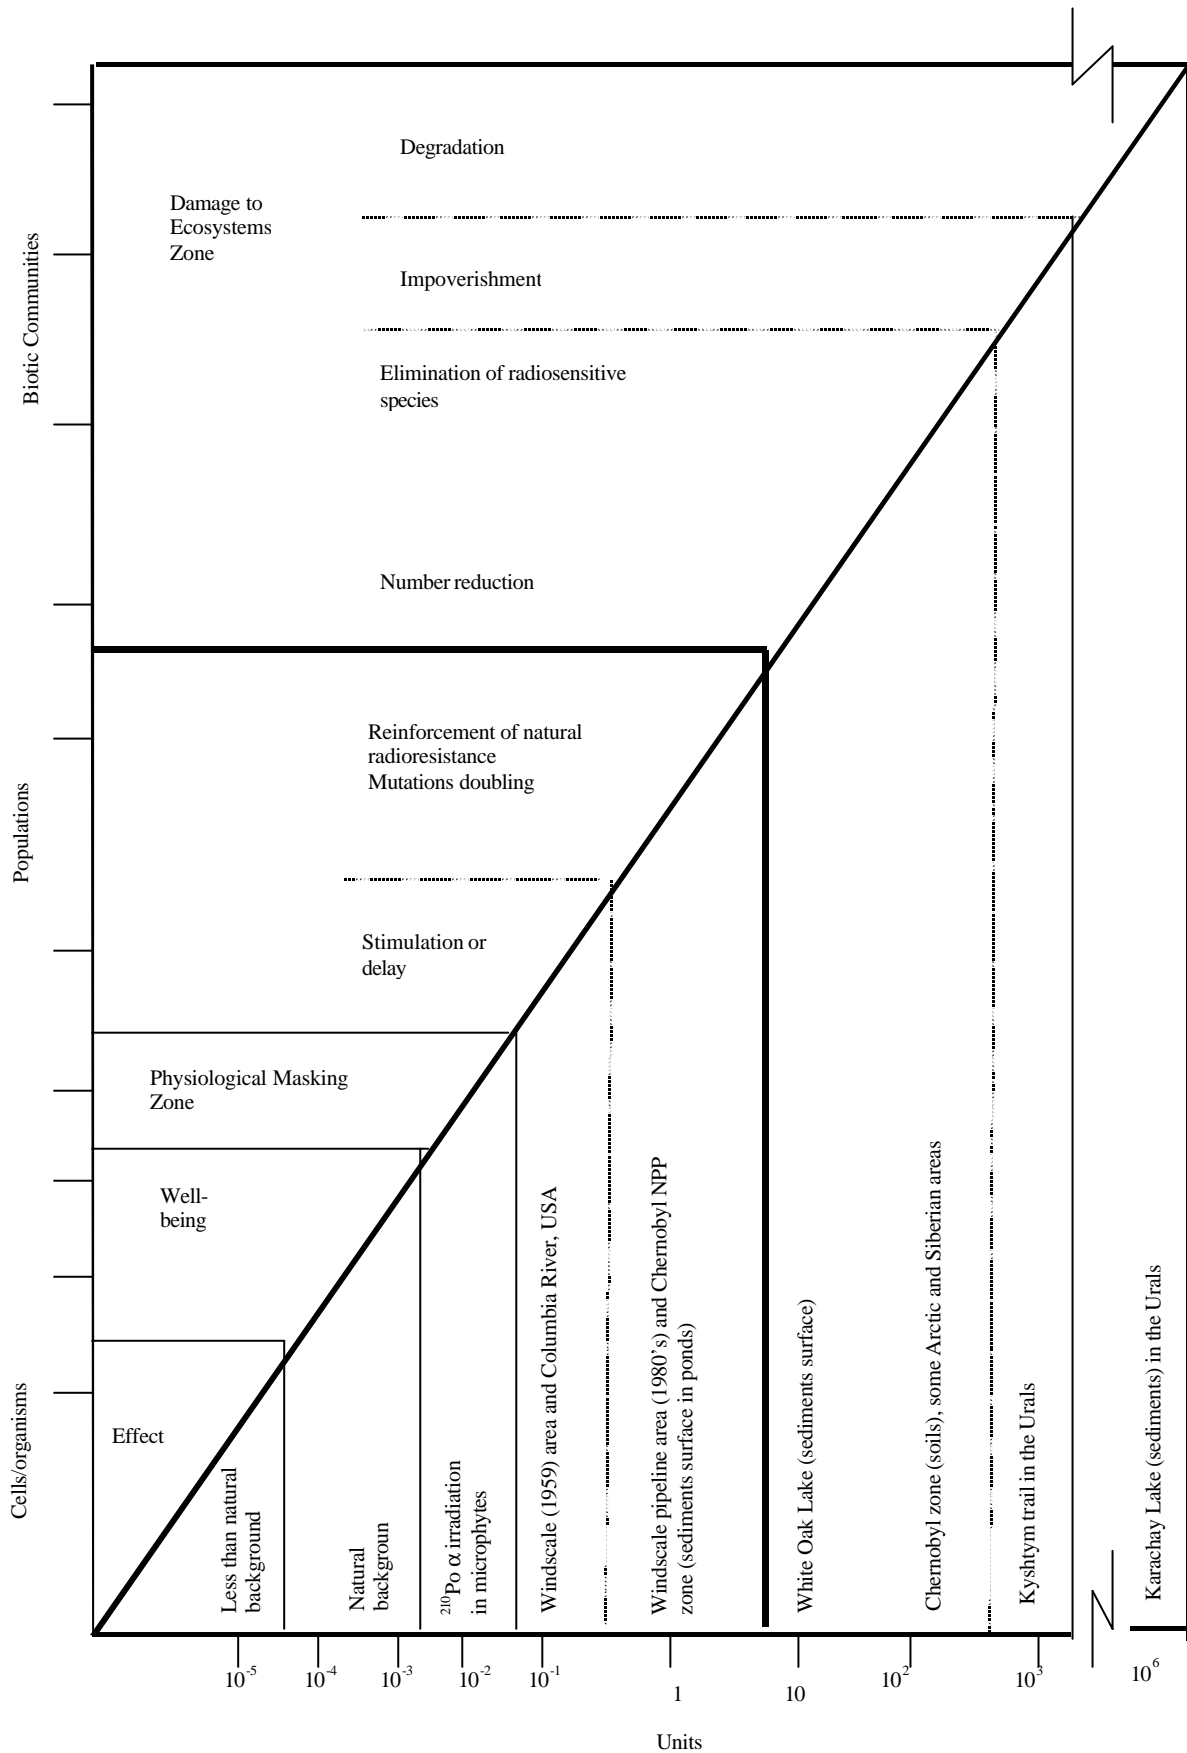 Degradation
Damage to
Ecosystems
Zone
Impoverishment
Elimination of radiosensitive
species
Number reduction
Reinforcement of natural
radioresistance
Mutations doubling
Stimulation or
delay
Physiological Masking
Zone
Well-
being
Effect
Biotic Communities
Populations
Cells/organisms
Less than natural
background
Natural
backgroun
²¹⁰Po α irradiation
in microphytes
Windscale (1959) area and Columbia River, USA
Windscale pipeline area (1980's) and Chernobyl NPP
zone (sediments surface in ponds)
White Oak Lake (sediments surface)
Chernobyl zone (soils), some Arctic and Siberian areas
Kyshtym trail in the Urals
Karachay Lake (sediments) in the Urals
10⁻⁵ 10⁻⁴ 10⁻³ 10⁻² 10⁻¹ 1 10 10² 10³ 10⁶
Units